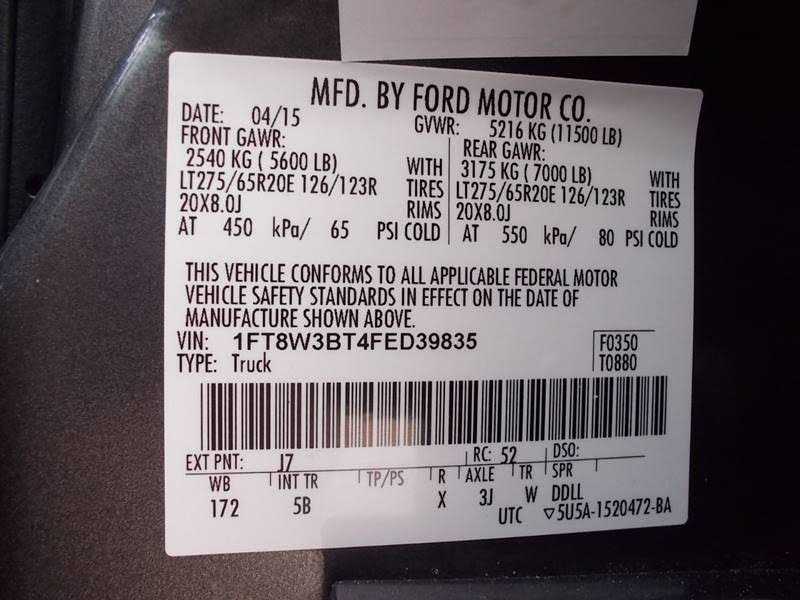 MFD. BY FORD MOTOR CO.
DATE: 04/15 GVWR: 5216 KG (11500 LB)
FRONT GAWR: REAR GAWR:
2540 KG ( 5600 LB) WITH 3175 KG ( 7000 LB) WITH
LT275/65R20E 126/123R TIRES LT275/65R20E 126/123R TIRES
20X8.0J RIMS 20X8.0J RIMS
AT 450 kPa/ 65 PSI COLD AT 550 kPa/ 80 PSI COLD
THIS VEHICLE CONFORMS TO ALL APPLICABLE FEDERAL MOTOR
VEHICLE SAFETY STANDARDS IN EFFECT ON THE DATE OF
MANUFACTURE SHOWN ABOVE.
VIN: 1FT8W3BT4FED39835 F0350
TYPE: Truck T0880
EXT PNT: J7 RC: 52 DSO:
WB INT TR TP/PS R AXLE TR SPR
172 5B X 3J W DDLL
UTC ▽5U5A-1520472-BA